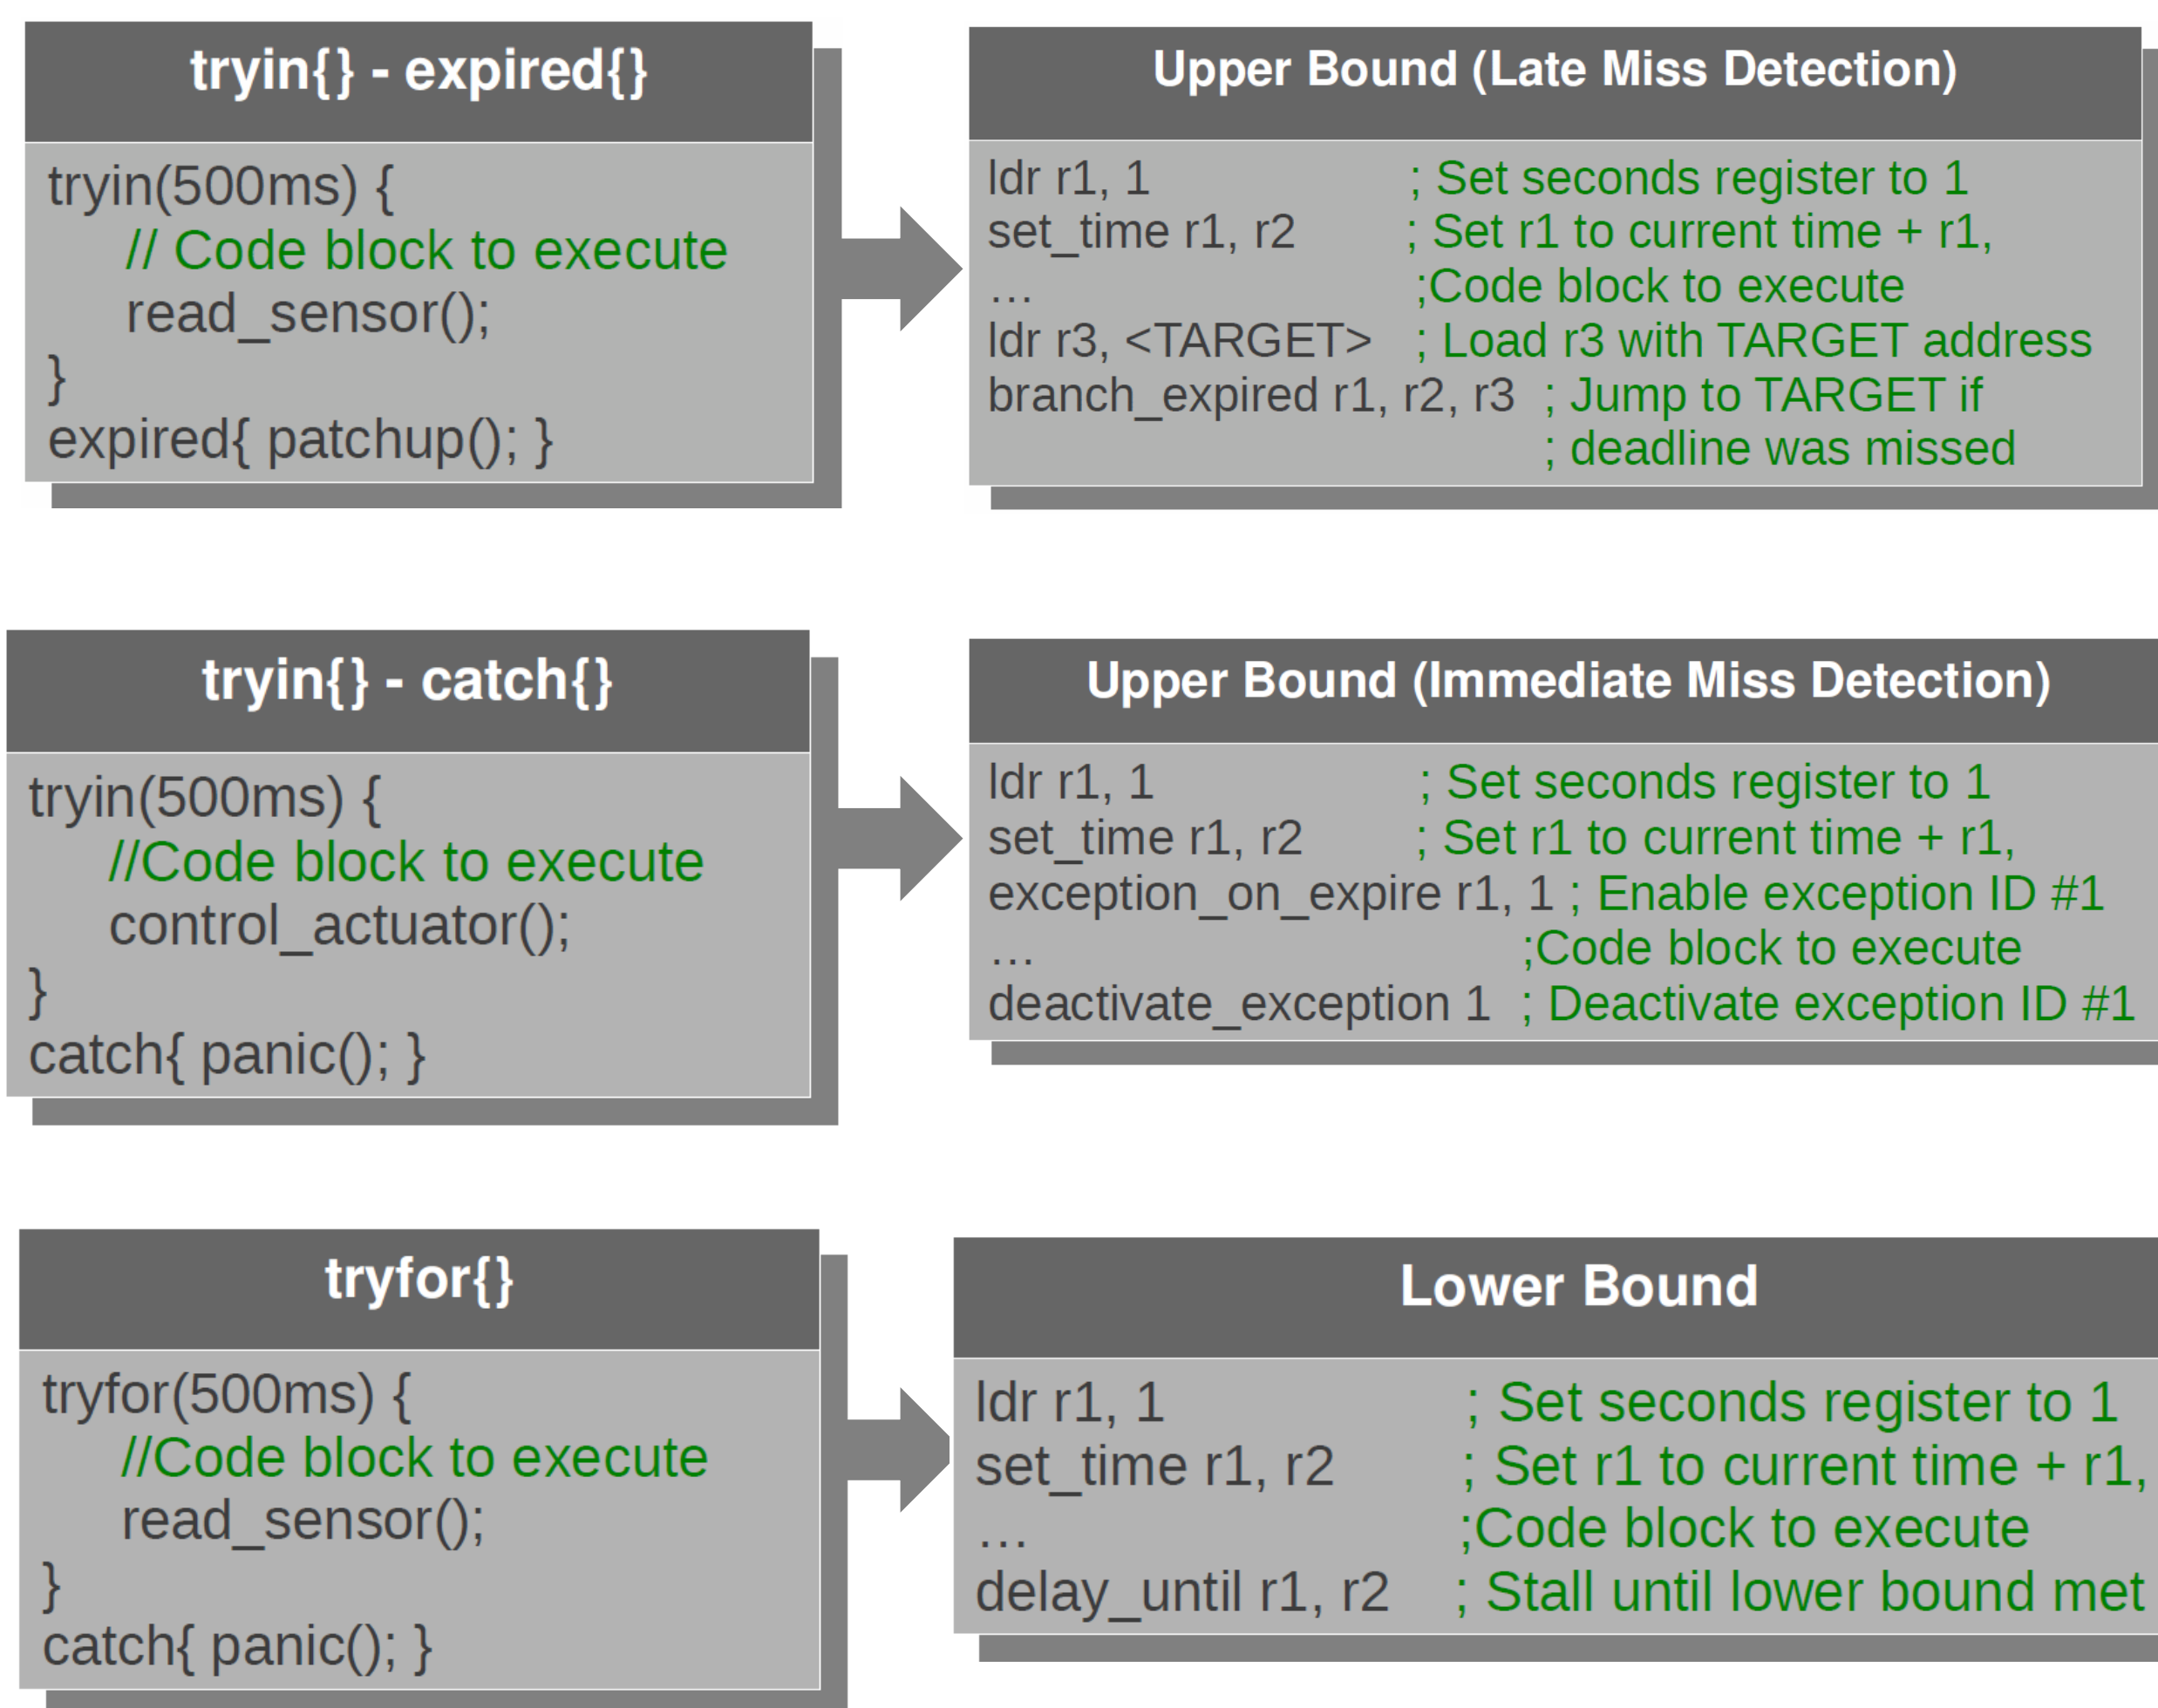 tryin{} - expired{}
tryin(500ms) {
// Code block to execute
read_sensor();
}
expired{ patchup(); }
Upper Bound (Late Miss Detection)
ldr r1, 1 ; Set seconds register to 1
set_time r1, r2 ; Set r1 to current time + r1,
... ;Code block to execute
ldr r3, <TARGET> ; Load r3 with TARGET address
branch_expired r1, r2, r3 ; Jump to TARGET if
; deadline was missed
tryin{} - catch{}
tryin(500ms) {
//Code block to execute
control_actuator();
}
catch{ panic(); }
Upper Bound (Immediate Miss Detection)
ldr r1, 1 ; Set seconds register to 1
set_time r1, r2 ; Set r1 to current time + r1,
exception_on_expire r1, 1 ; Enable exception ID #1
... ;Code block to execute
deactivate_exception 1 ; Deactivate exception ID #1
tryfor{}
tryfor(500ms) {
//Code block to execute
read_sensor();
}
catch{ panic(); }
Lower Bound
ldr r1, 1 ; Set seconds register to 1
set_time r1, r2 ; Set r1 to current time + r1,
... ;Code block to execute
delay_until r1, r2 ; Stall until lower bound met